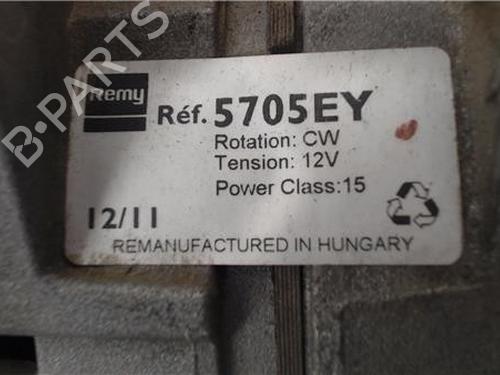 B-PARTS
Remy
Réf. 5705EY
Rotation: CW
Tension: 12V
Power Class:15
12/11
REMANUFACTURED IN HUNGARY